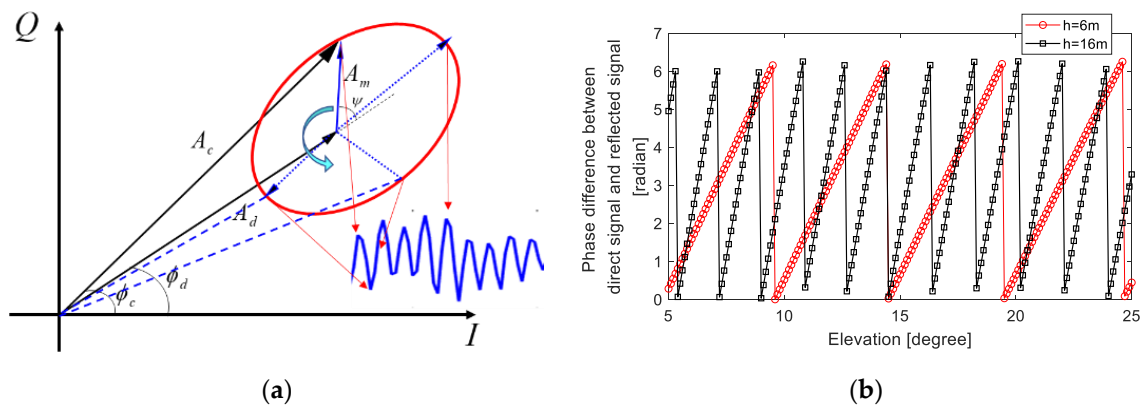 Q
A_m
ψ
A_c
A_d
ϕ_d
ϕ_c
I
(a)
Phase difference between
direct signal and reflected signal
[radian]
7
6
5
4
3
2
1
0
h=6m
h=16m
5
10
15
20
25
Elevation [degree]
(b)